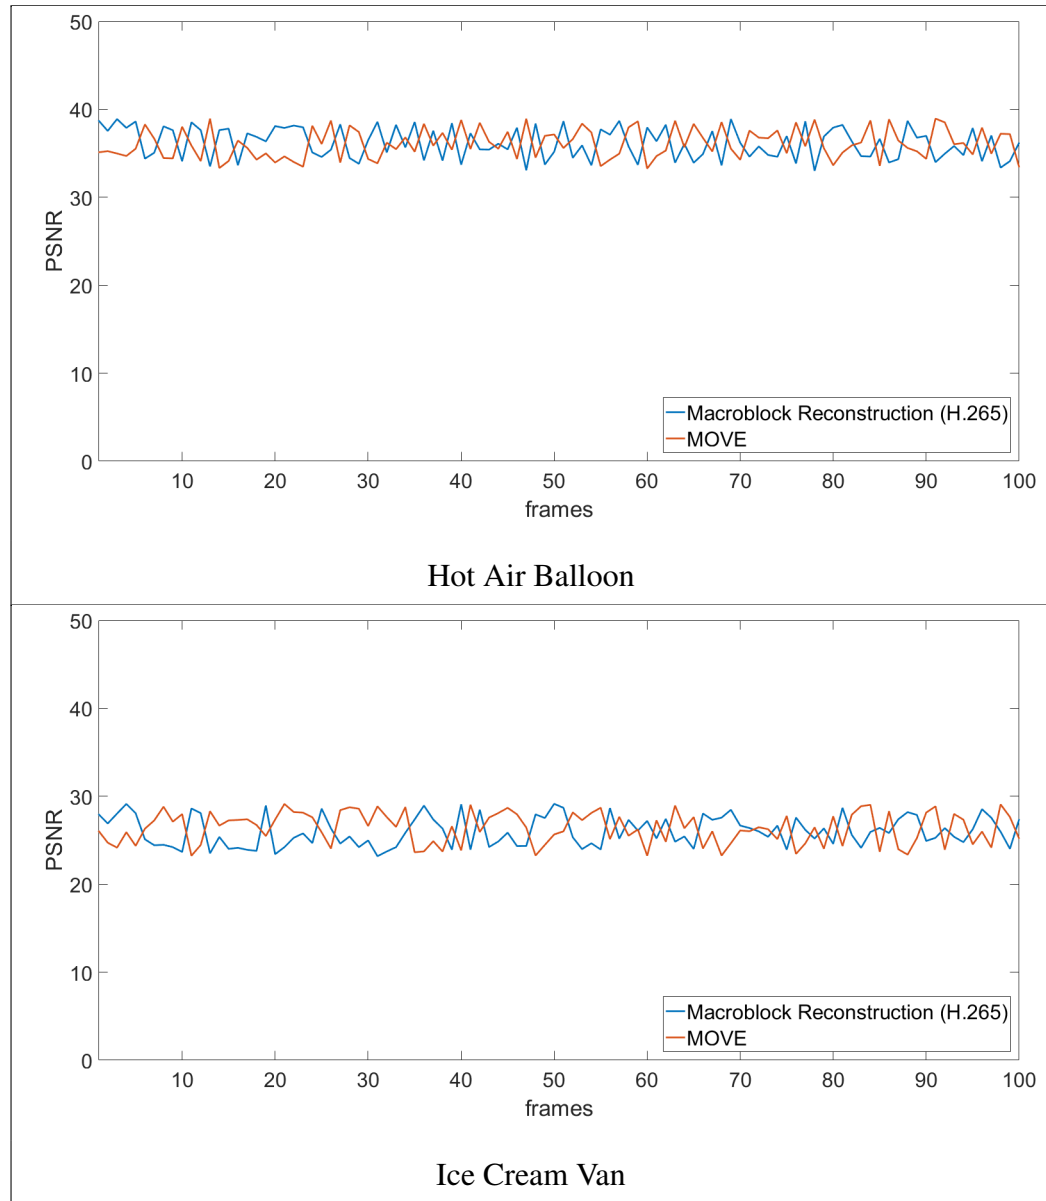 50
40
30
20
10
0
PSNR
Macroblock Reconstruction (H.265)
MOVE
10 20 30 40 50 60 70 80 90 100
frames
Hot Air Balloon
50
40
30
20
10
0
PSNR
Macroblock Reconstruction (H.265)
MOVE
10 20 30 40 50 60 70 80 90 100
frames
Ice Cream Van